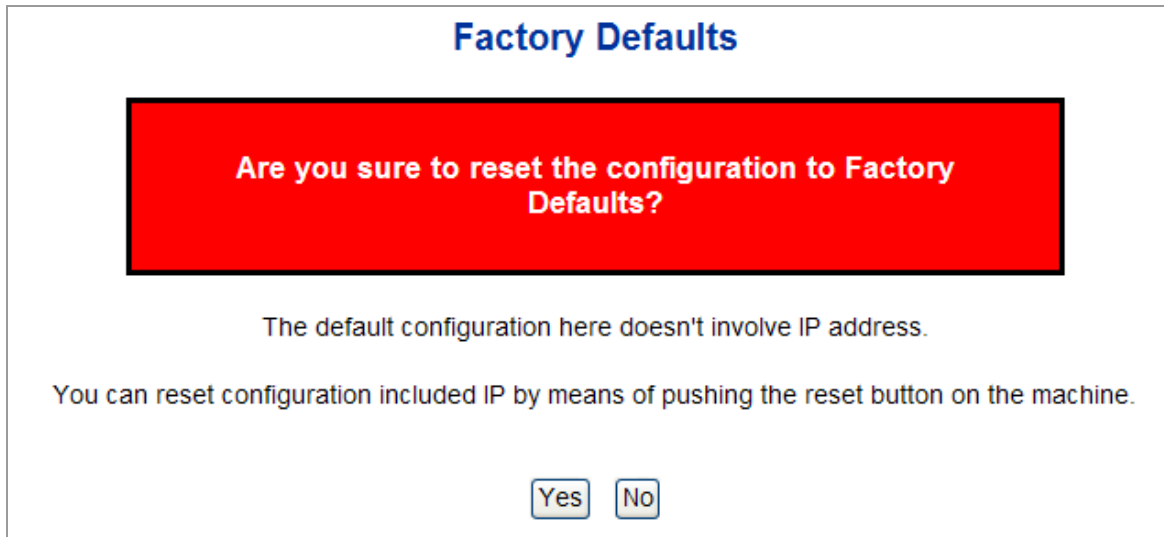 Factory Defaults
Are you sure to reset the configuration to Factory
Defaults?
The default configuration here doesn't involve IP address.
You can reset configuration included IP by means of pushing the reset button on the machine.
Yes No